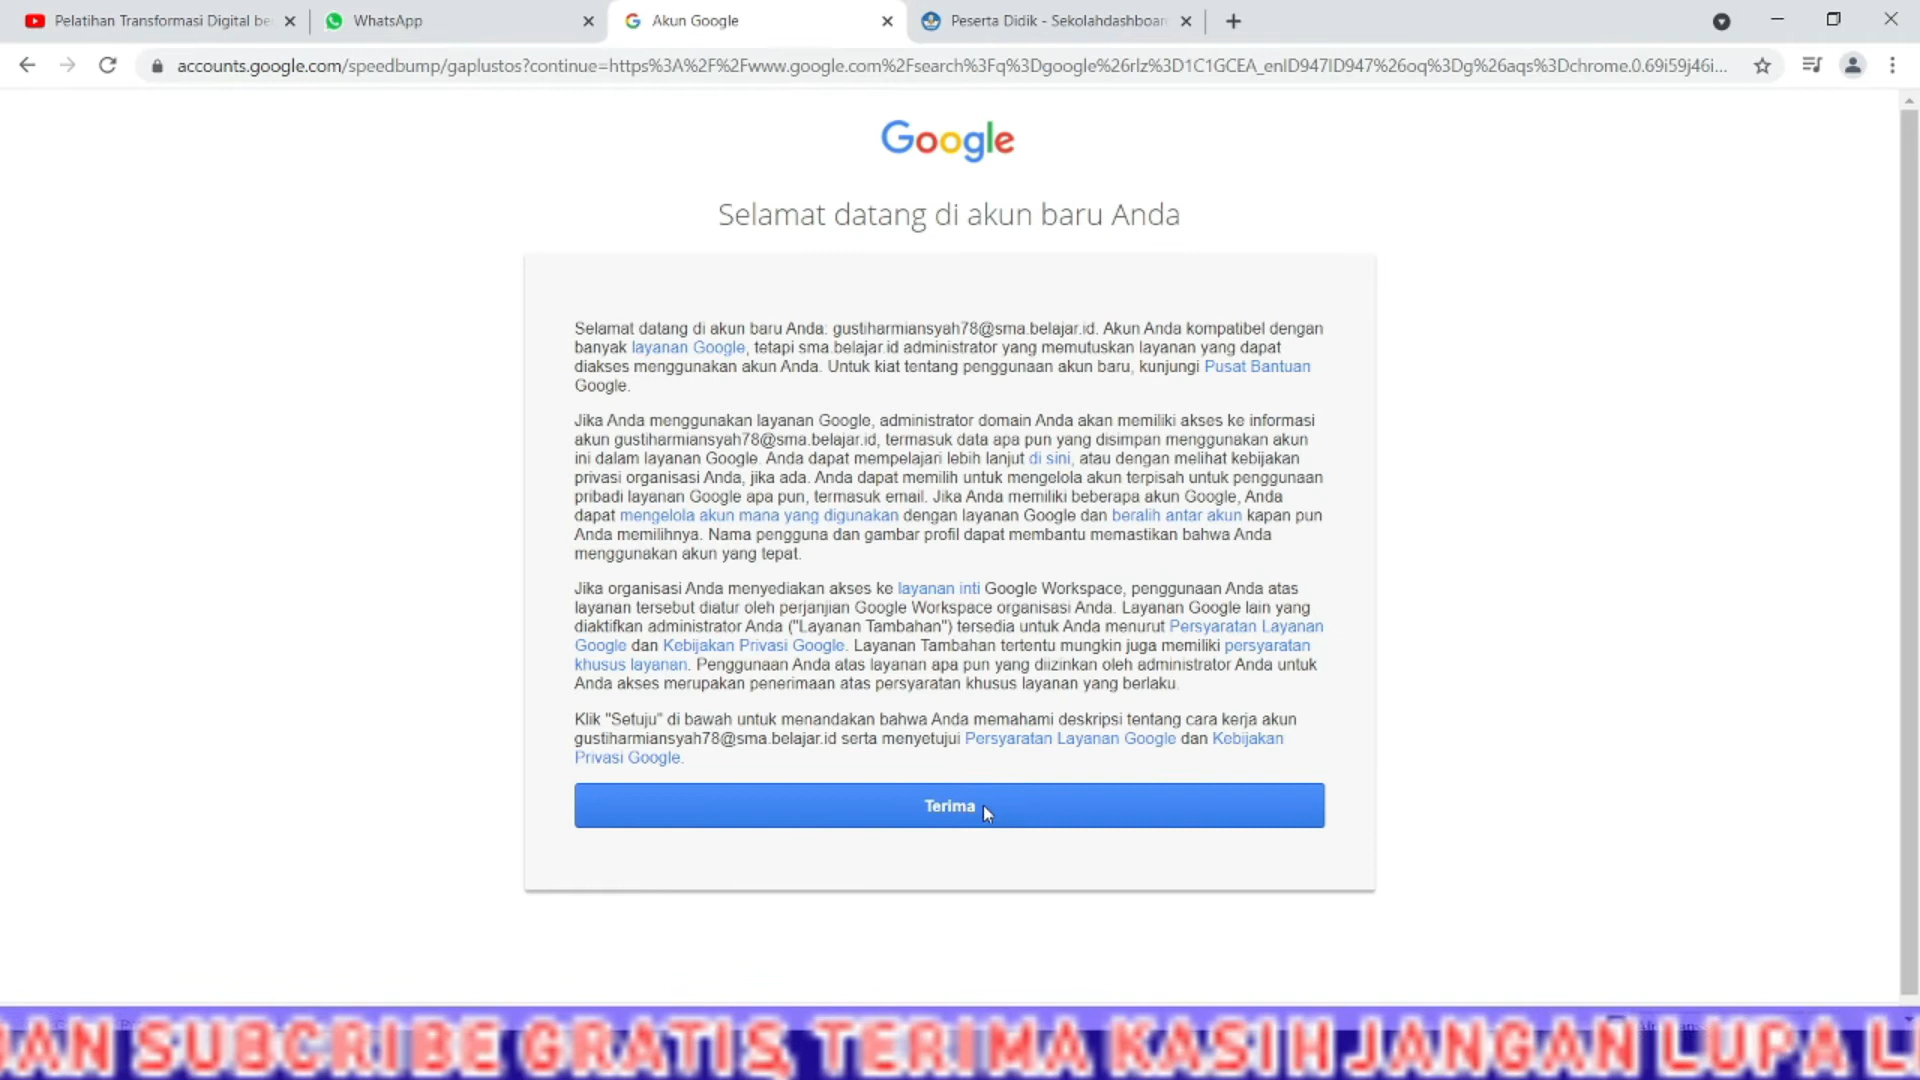 Pelatihan Transformasi Digital be
WhatsApp
Akun Google
Peserta Didik - Sekolahdashboar
accounts.google.com/speedbump/gaplustos?continue=https%3A%2F%2Fwww.google.com%2Fsearch%3Fq%3Dgoogle%26rlz%3D1C1GCEA_enID947ID947%26oq%3Dg%26aqs%3Dchrome.0.69i59j46i...
Google
Selamat datang di akun baru Anda
Selamat datang di akun baru Anda: gustiharmiansyah78@sma.belajar.id. Akun Anda kompatibel dengan
banyak layanan Google, tetapi sma.belajar.id administrator yang memutuskan layanan yang dapat
diakses menggunakan akun Anda. Untuk kiat tentang penggunaan akun baru, kunjungi Pusat Bantuan
Google.
Jika Anda menggunakan layanan Google, administrator domain Anda akan memiliki akses ke informasi
akun gustiharmiansyah78@sma.belajar.id, termasuk data apa pun yang disimpan menggunakan akun
ini dalam layanan Google. Anda dapat mempelajari lebih lanjut di sini, atau dengan melihat kebijakan
privasi organisasi Anda, jika ada. Anda dapat memilih untuk mengelola akun terpisah untuk penggunaan
pribadi layanan Google apa pun, termasuk email. Jika Anda memiliki beberapa akun Google, Anda
dapat mengelola akun mana yang digunakan dengan layanan Google dan beralih antar akun kapan pun
Anda memilihnya. Nama pengguna dan gambar profil dapat membantu memastikan bahwa Anda
menggunakan akun yang tepat.
Jika organisasi Anda menyediakan akses ke layanan inti Google Workspace, penggunaan Anda atas
layanan tersebut diatur oleh perjanjian Google Workspace organisasi Anda. Layanan Google lain yang
diaktifkan administrator Anda ("Layanan Tambahan") tersedia untuk Anda menurut Persyaratan Layanan
Google dan Kebijakan Privasi Google. Layanan Tambahan tertentu mungkin juga memiliki persyaratan
khusus layanan. Penggunaan Anda atas layanan apa pun yang diizinkan oleh administrator Anda untuk
Anda akses merupakan penerimaan atas persyaratan khusus layanan yang berlaku.
Klik "Setuju" di bawah untuk menandakan bahwa Anda memahami deskripsi tentang cara kerja akun
gustiharmiansyah78@sma.belajar.id serta menyetujui Persyaratan Layanan Google dan Kebijakan
Privasi Google.
Terima
AN SUBCRIBE GRATIS, TERIMA KASIH JANGAN LUPA L